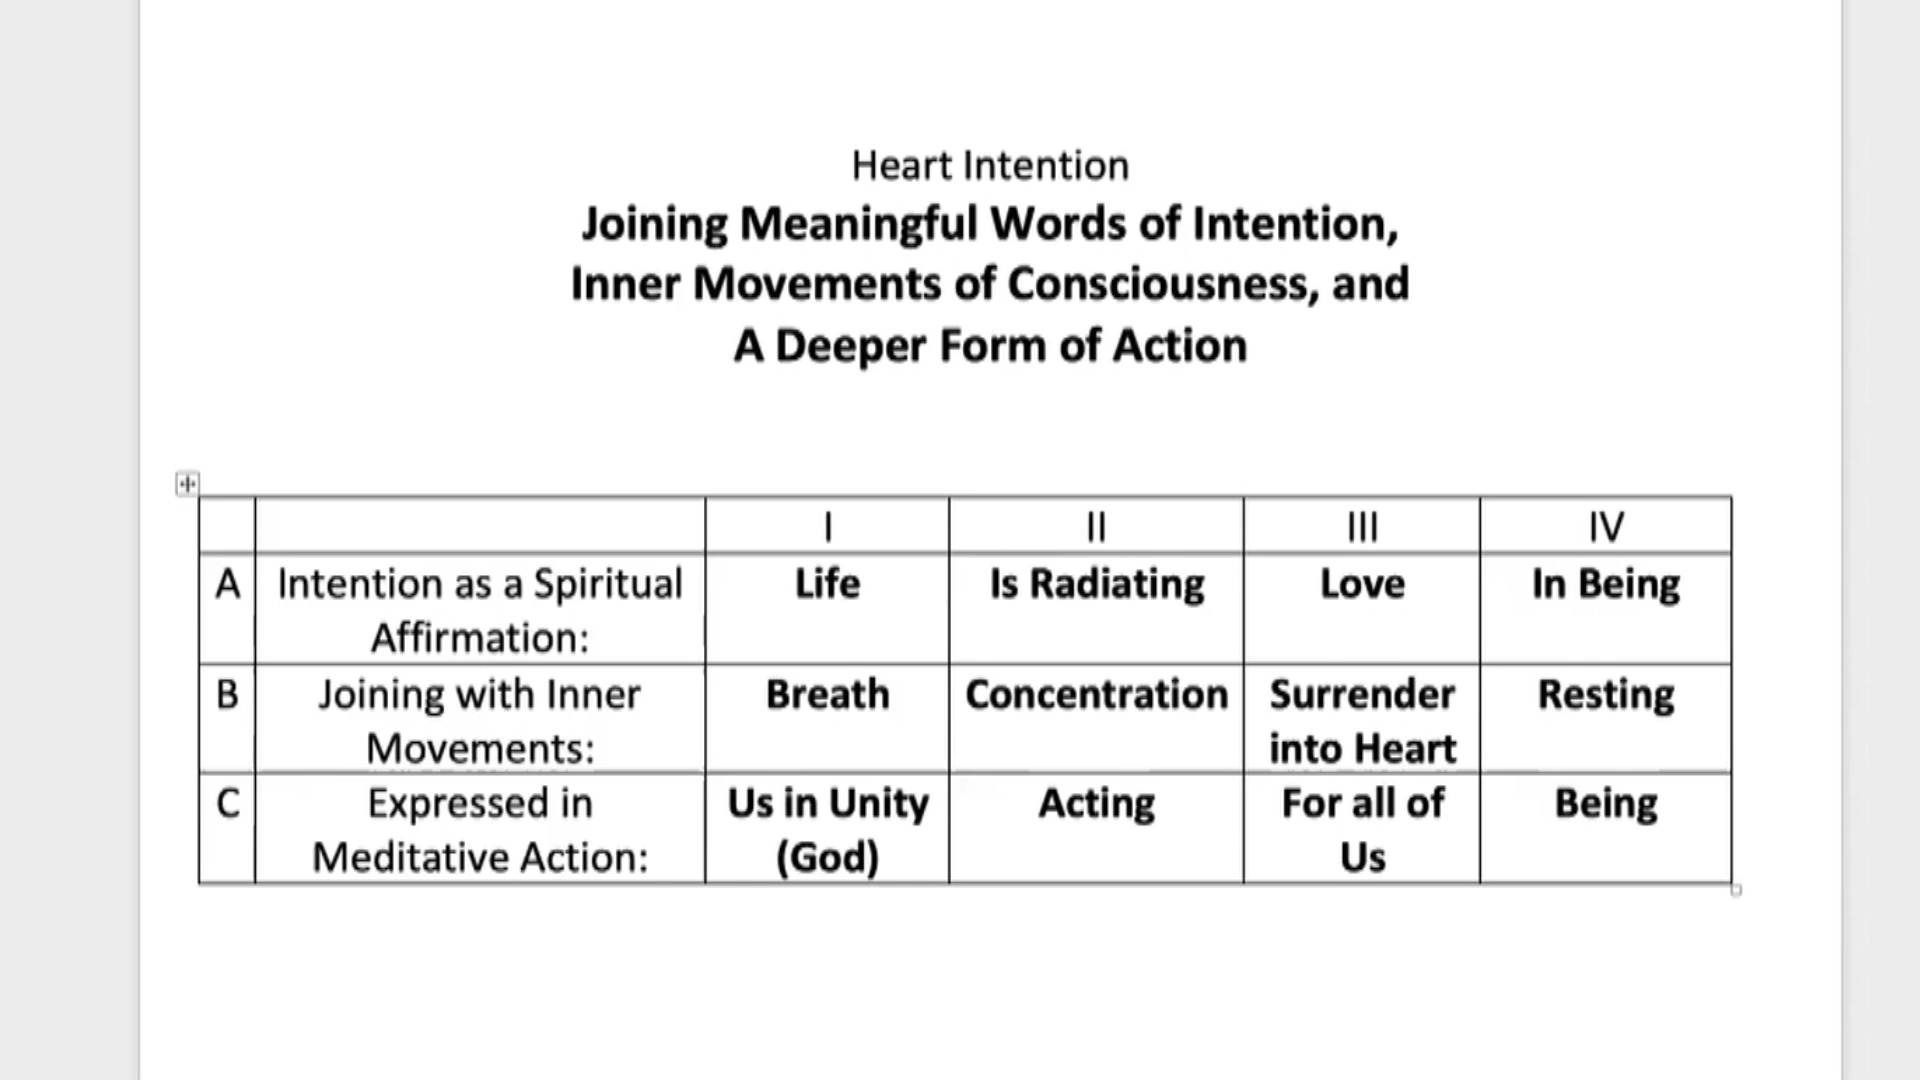 Heart Intention
Joining Meaningful Words of Intention,
Inner Movements of Consciousness, and
A Deeper Form of Action
I II III IV
A Intention as a Spiritual Affirmation: Life Is Radiating Love In Being
B Joining with Inner Movements: Breath Concentration Surrender into Heart Resting
C Expressed in Meditative Action: Us in Unity (God) Acting For all of Us Being